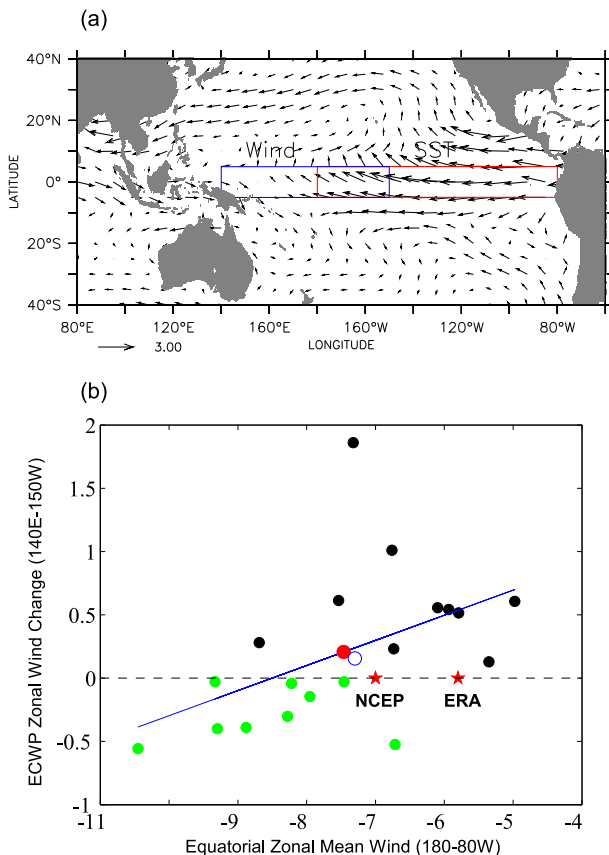 (a)
40°N
20°N
0°
20°S
40°S
LATITUDE
Wind
SST
80°E
120°E
160°E
160°W
120°W
80°W
3.00
LONGITUDE
(b)
2
1.5
1
0.5
0
-0.5
-1
ECWP Zonal Wind Change (140E-150W)
NCEP
ERA
-11
-9
-8
-7
-6
-5
-4
Equatorial Zonal Mean Wind (180-80W)